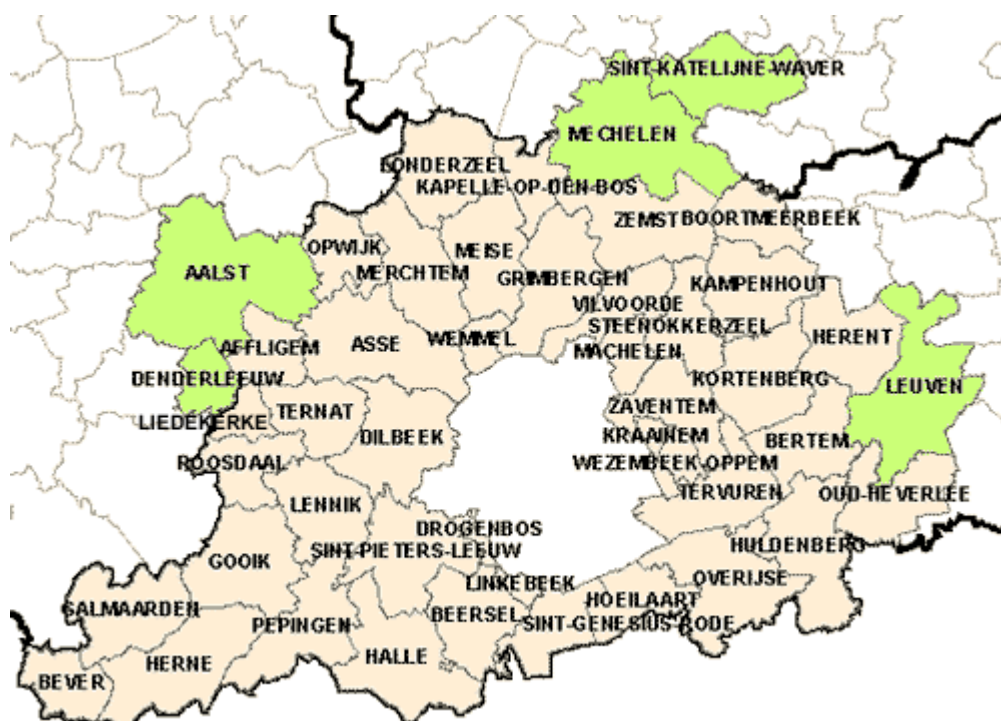 SINT-KATELIJNE-WAVER
MECHELEN
LONDERZEEL
KAPELLE-OP-DEN-BOS
ZEMST
BOORTMEERBEEK
OPWIJK
MEISE
AALST
MERCHTEM
GRIMBERGEN
KAMPENHOUT
VILVOORDE
STEENOKKERZEEL
HERENT
WEMMEL
AFFLIGEM
ASSE
MACHELEN
DENDERLEEUW
KORTENBERG
LEUVEN
ZAVENTEM
TERNAT
LIEDEKERKE
DILBEEK
KRAAINEM
BERTEM
ROOSDAAL
WEZEMBEEK-OPPEM
TERVUREN
OUD-HEVERLEE
LENNIK
DROGENBOS
HULDENBERG
SINT-PIETERS-LEEUW
GOOIK
LINKEBEEK
OVERIJSE
HOEILAART
GALMAARDEN
BEERSEL
PEPINGEN
SINT-GENESIUS-RODE
HALLE
HERNE
BEVER